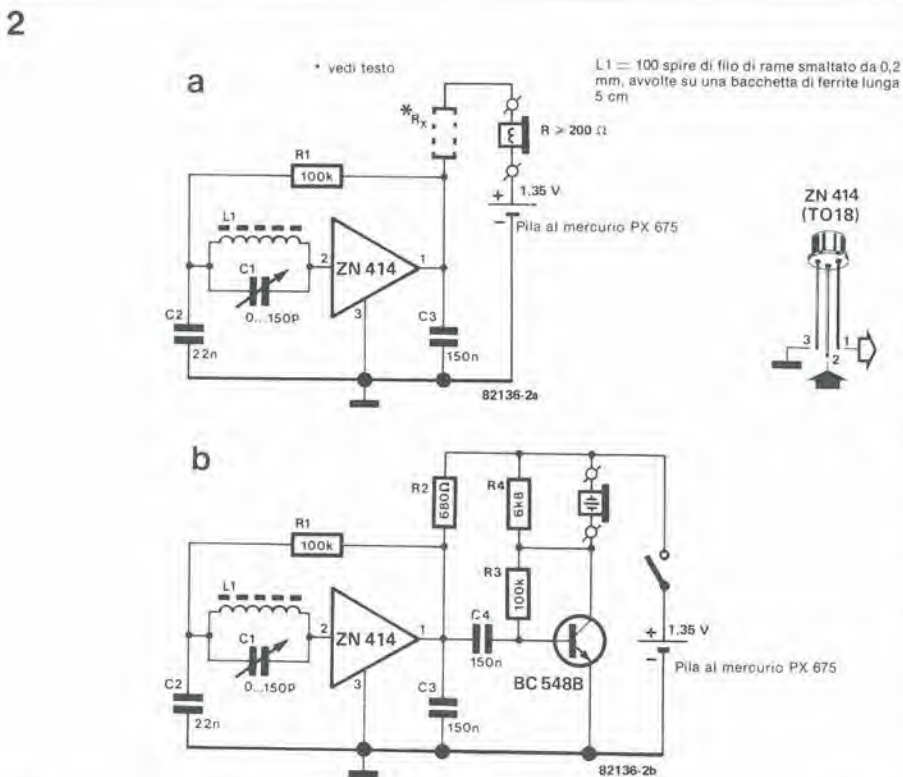 2
a
* vedi testo
L1 = 100 spire di filo di rame smaltato da 0,2
mm, avvolte su una bacchetta di ferrite lunga
5 cm
*RX
R > 200 Ω
R1
100k
1.35 V
+
−
Pila al mercurio PX 675
L1
C1
0...150p
2
ZN 414
1
3
C2
22n
C3
150n
82136-2a
ZN 414
(TO18)
3
1
2
b
R2
680Ω
R4
6k8
R1
100k
R3
100k
L1
C1
0...150p
2
ZN 414
1
3
C4
150n
BC 548B
+
1.35 V
−
Pila al mercurio PX 675
C2
22n
C3
150n
82136-2b